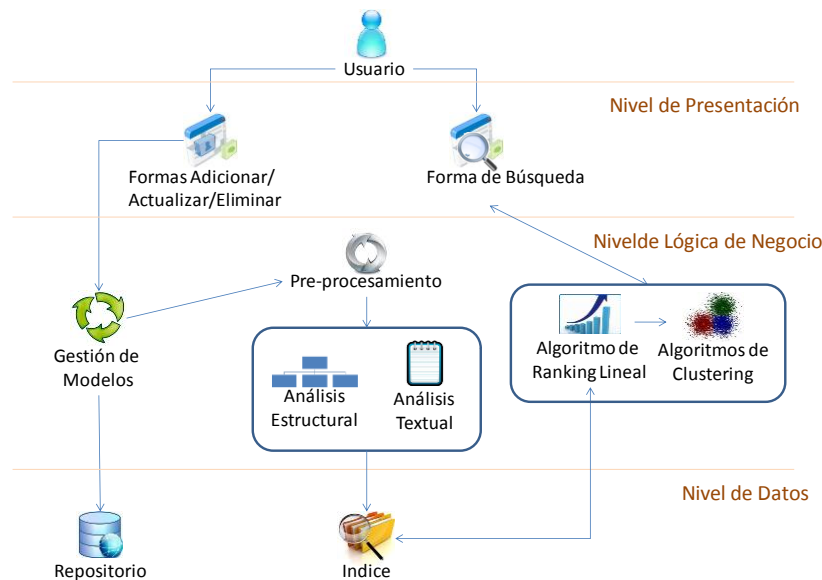 Usuario
Nivel de Presentación
Formas Adicionar/
Actualizar/Eliminar
Forma de Búsqueda
Nivelde Lógica de Negocio
Pre-procesamiento
Gestión de
Modelos
Análisis
Estructural
Análisis
Textual
Algoritmo de
Ranking Lineal
Algoritmos de
Clustering
Nivel de Datos
Repositorio
Indice